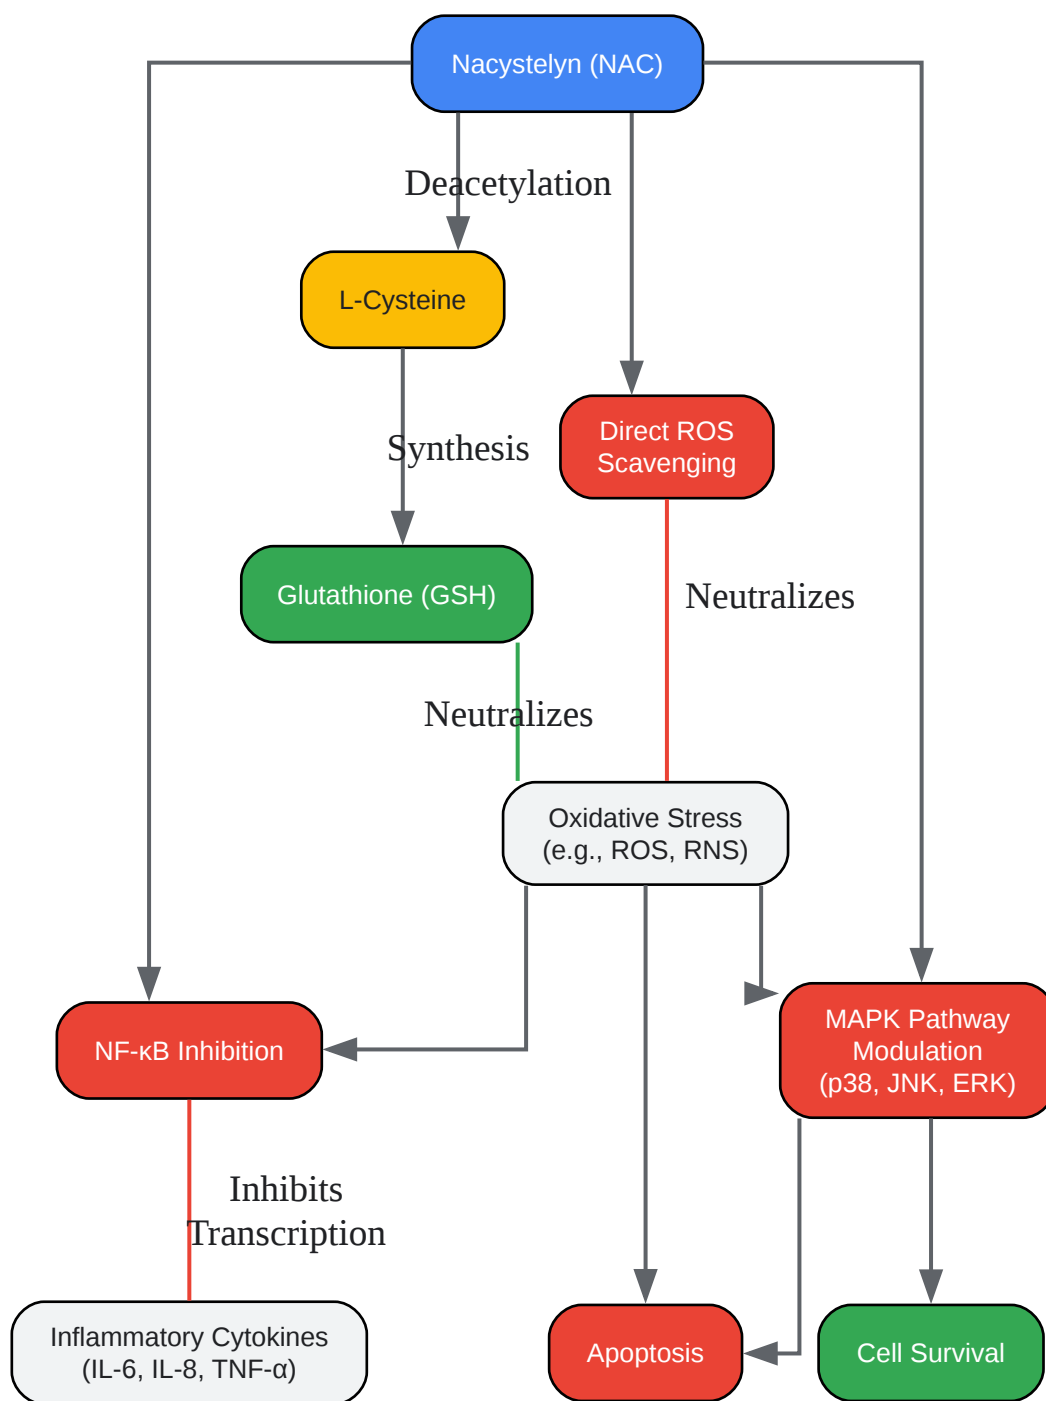 Nacystelyn (NAC)
Deacetylation
L-Cysteine
Direct ROS
Scavenging
Synthesis
Glutathione (GSH)
Neutralizes
Neutralizes
Oxidative Stress
(e.g., ROS, RNS)
NF-κB Inhibition
MAPK Pathway
Modulation
(p38, JNK, ERK)
Inhibits
Transcription
Inflammatory Cytokines
(IL-6, IL-8, TNF-α)
Apoptosis
Cell Survival